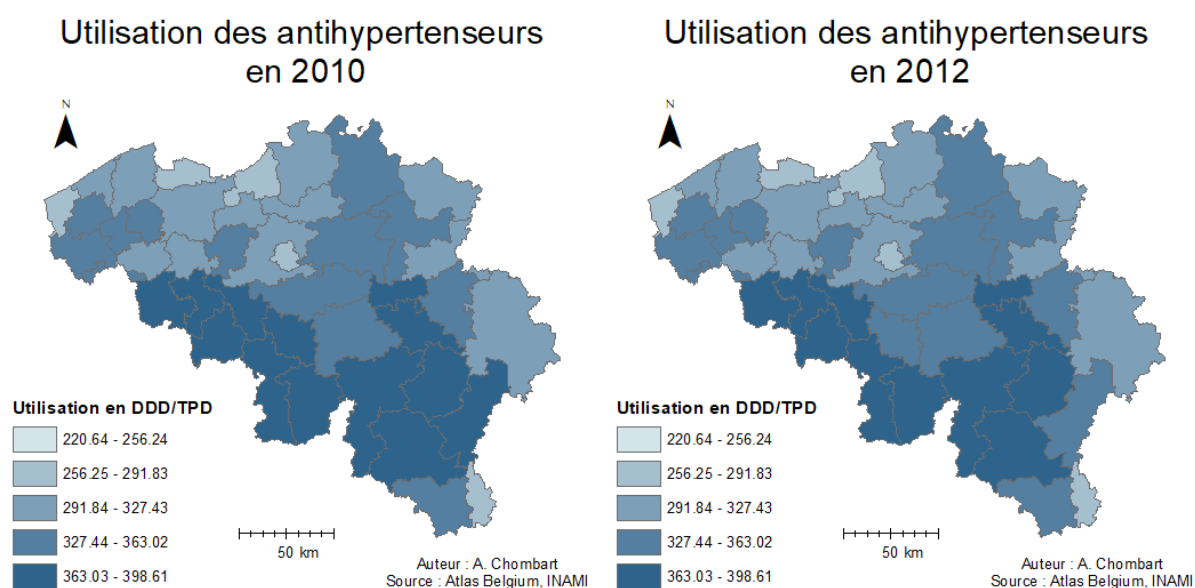 Utilisation des antihypertenseurs
en 2010
N
Utilisation en DDD/TPD
220.64 - 256.24
256.25 - 291.83
291.84 - 327.43
327.44 - 363.02
363.03 - 398.61
50 km
Auteur : A. Chombart
Source : Atlas Belgium, INAMI
Utilisation des antihypertenseurs
en 2012
N
Utilisation en DDD/TPD
220.64 - 256.24
256.25 - 291.83
291.84 - 327.43
327.44 - 363.02
363.03 - 398.61
50 km
Auteur : A. Chombart
Source : Atlas Belgium, INAMI